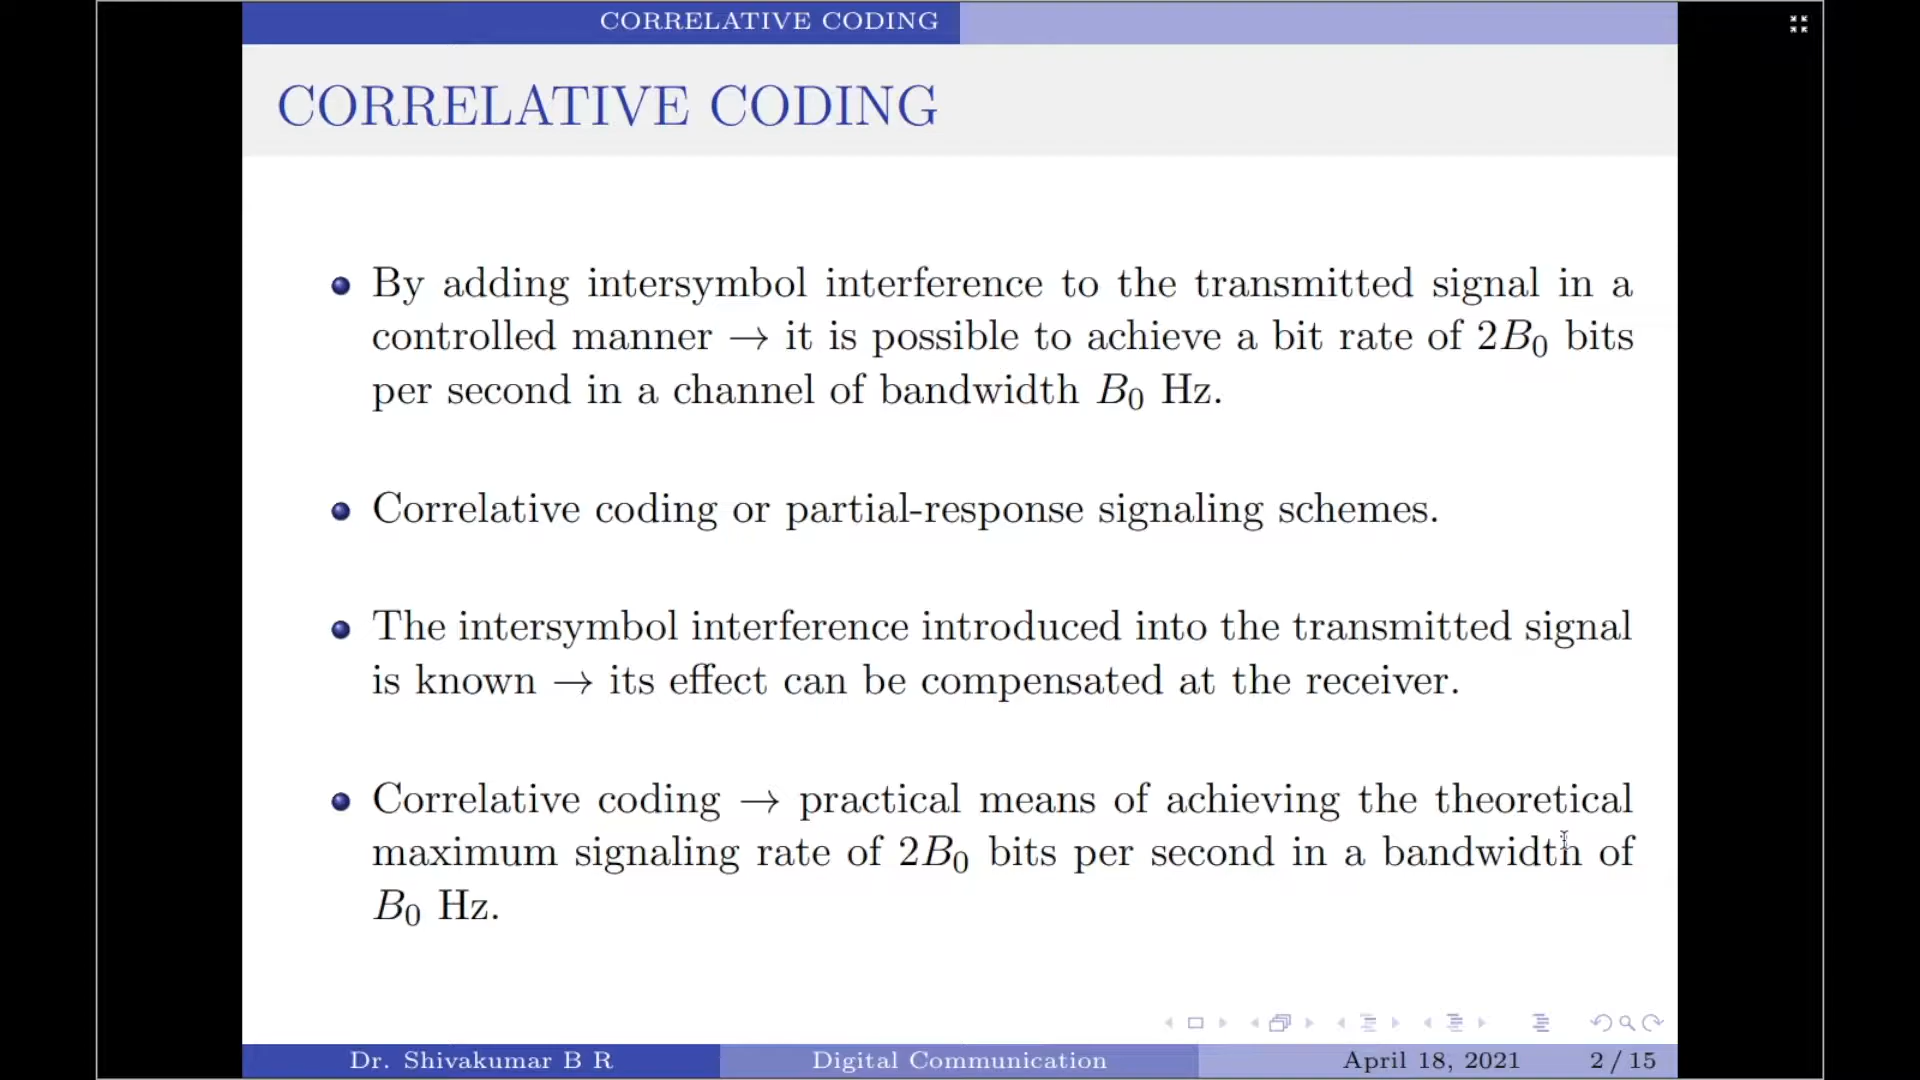 CORRELATIVE CODING
CORRELATIVE CODING
By adding intersymbol interference to the transmitted signal in a
controlled manner → it is possible to achieve a bit rate of 2B₀ bits
per second in a channel of bandwidth B₀ Hz.
Correlative coding or partial-response signaling schemes.
The intersymbol interference introduced into the transmitted signal
is known → its effect can be compensated at the receiver.
Correlative coding → practical means of achieving the theoretical
maximum signaling rate of 2B₀ bits per second in a bandwidth of
B₀ Hz.
Dr. Shivakumar B R Digital Communication April 18, 2021 2 / 15